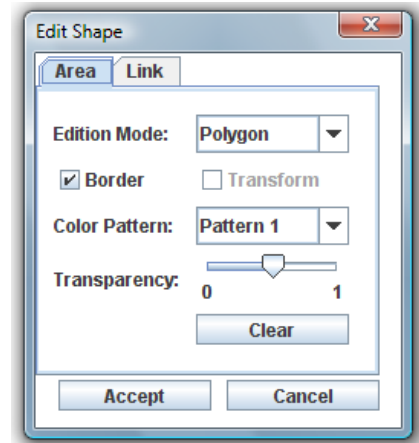 Edit Shape
Area Link
Edition Mode: Polygon
Border Transform
Color Pattern: Pattern 1
Transparency:
0 1
Clear
Accept Cancel